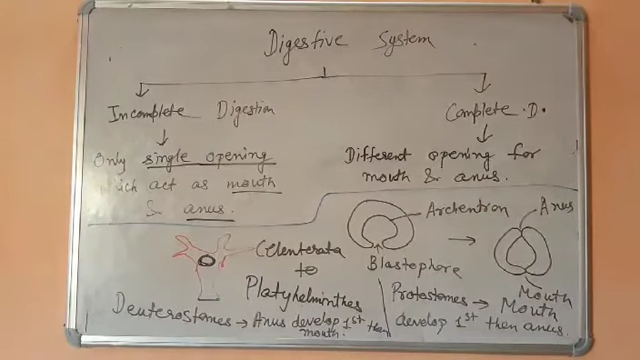 Digestive System
Incomplete Digestion
Only single opening
which act as mouth
& anus.
Complete .D.
Different opening for
mouth & anus.
Archentron
Anus
Blastophore
Mouth
Coelenterata
to
Platyhelminthes
Deuterostomes → Anus develop 1st then
mouth.
Protostomes → Mouth
develop 1st then anus.